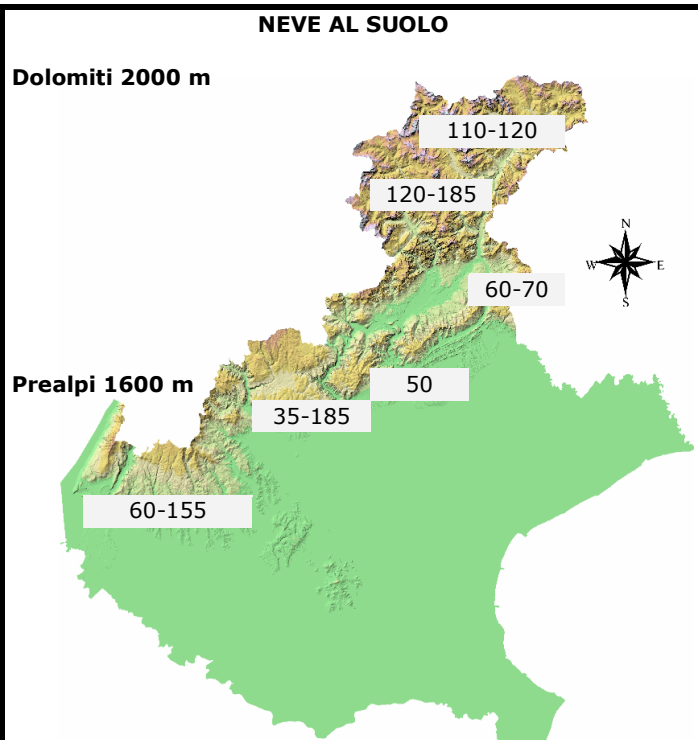 NEVE AL SUOLO
Dolomiti 2000 m
110-120
120-185
N
W E
S
60-70
Prealpi 1600 m
50
35-185
60-155